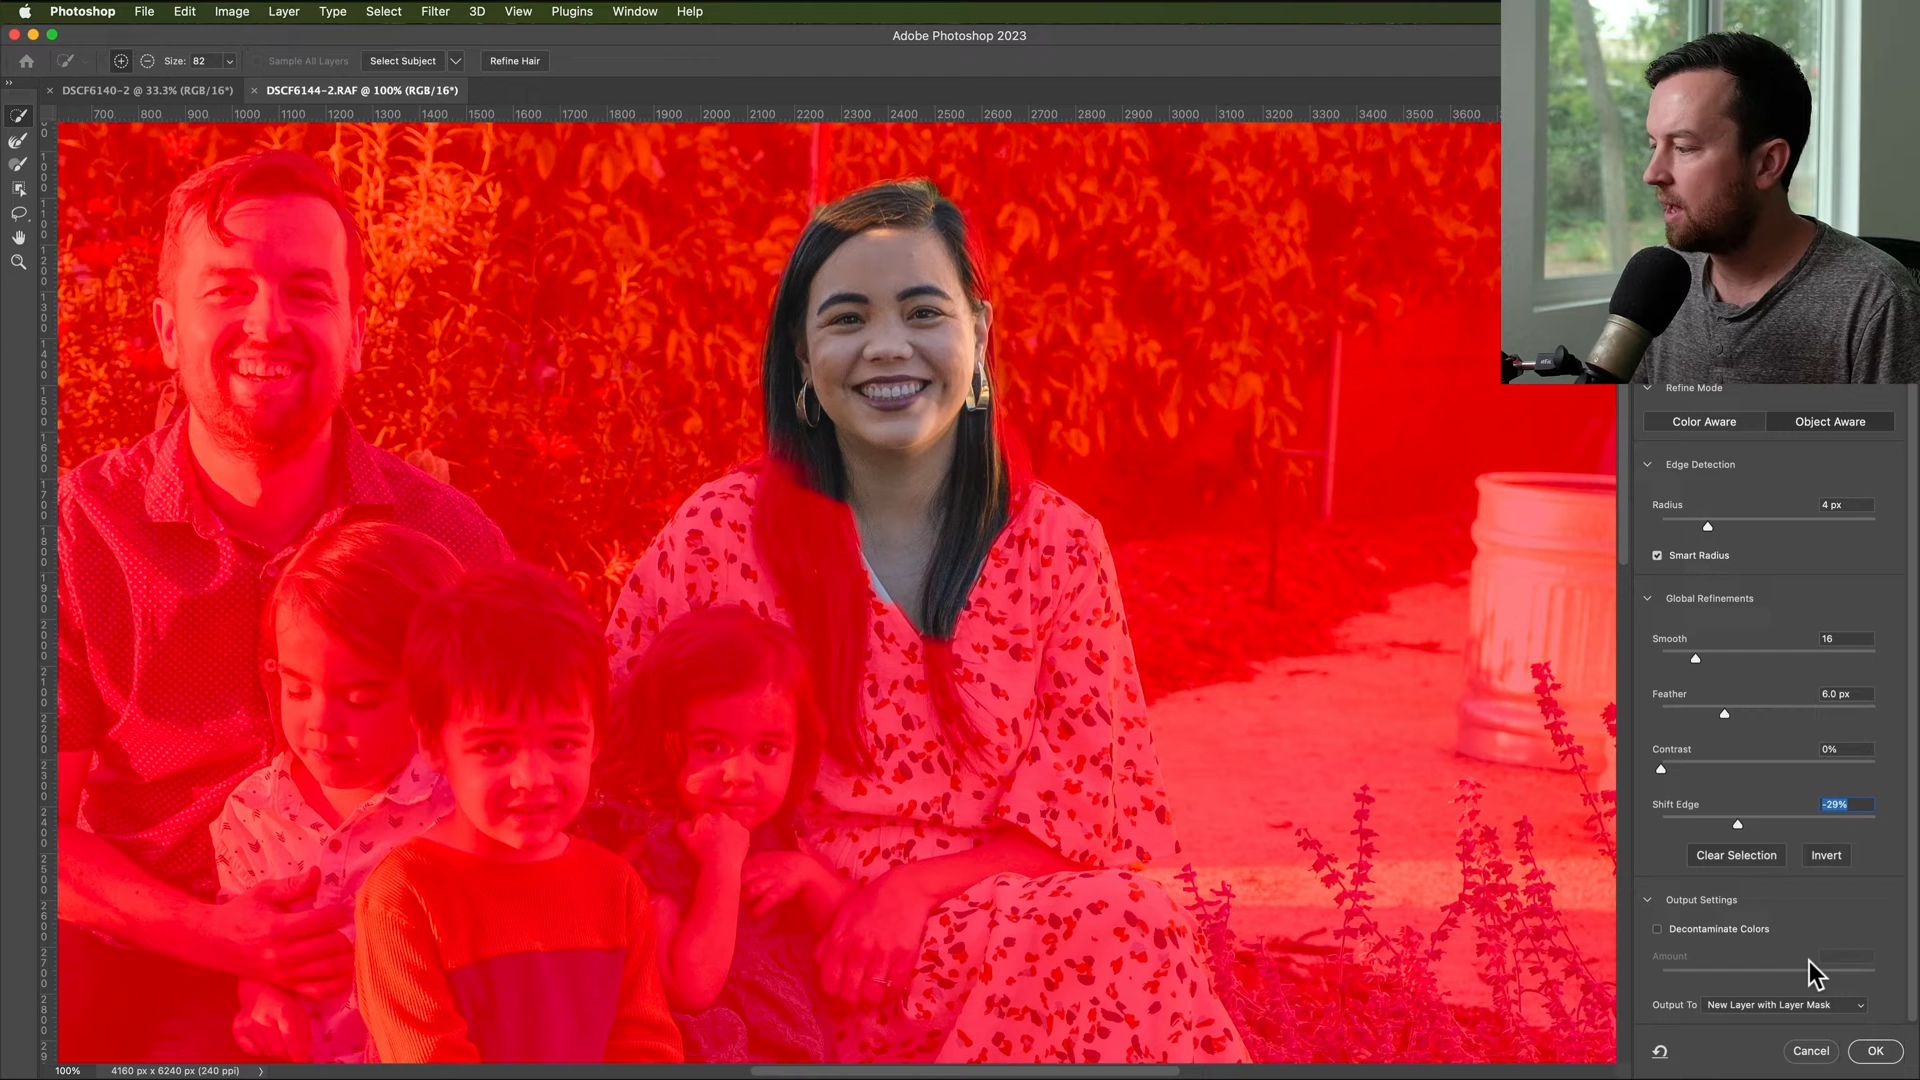 Photoshop File Edit Image Layer Type Select Filter 3D View Plugins Window Help
Adobe Photoshop 2023
Size: 82 Sample All Layers Select Subject Refine Hair
DSCF6140-2 @ 33.3% (RGB/16*) DSCF6144-2.RAF @ 100% (RGB/16*)
700 800 900 1000 1100 1200 1300 1400 1500 1600 1700 1800 1900 2000 2100 2200 2300 2400 2500 2600 2700 2800 2900 3000 3100 3200 3300 3400 3500 3600
Refine Mode
Color Aware Object Aware
Edge Detection
Radius 4 px
Smart Radius
Global Refinements
Smooth 16
Feather 6.0 px
Contrast 0%
Shift Edge -29%
Clear Selection Invert
Output Settings
Decontaminate Colors
Amount
Output To New Layer with Layer Mask
Cancel OK
100% 4160 px x 6240 px (240 ppi)